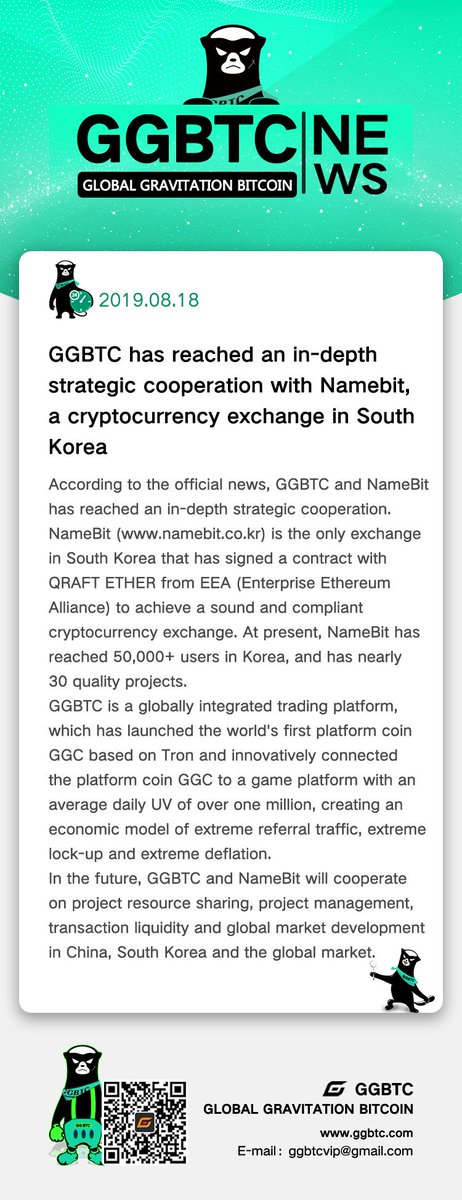 GGBTC NE
WS
GLOBAL GRAVITATION BITCOIN
2019.08.18
GGBTC has reached an in-depth
strategic cooperation with Namebit,
a cryptocurrency exchange in South
Korea
According to the official news, GGBTC and NameBit
has reached an in-depth strategic cooperation.
NameBit (www.namebit.co.kr) is the only exchange
in South Korea that has signed a contract with
QRAFT ETHER from EEA (Enterprise Ethereum
Alliance) to achieve a sound and compliant
cryptocurrency exchange. At present, NameBit has
reached 50,000+ users in Korea, and has nearly
30 quality projects.
GGBTC is a globally integrated trading platform,
which has launched the world's first platform coin
GGC based on Tron and innovatively connected
the platform coin GGC to a game platform with an
average daily UV of over one million, creating an
economic model of extreme referral traffic, extreme
lock-up and extreme deflation.
In the future, GGBTC and NameBit will cooperate
on project resource sharing, project management,
transaction liquidity and global market development
in China, South Korea and the global market.
GGBTC
GGBTC
GG BTC
GGBTC
GLOBAL GRAVITATION BITCOIN
www.ggbtc.com
E-mail: ggbtcvip@gmail.com